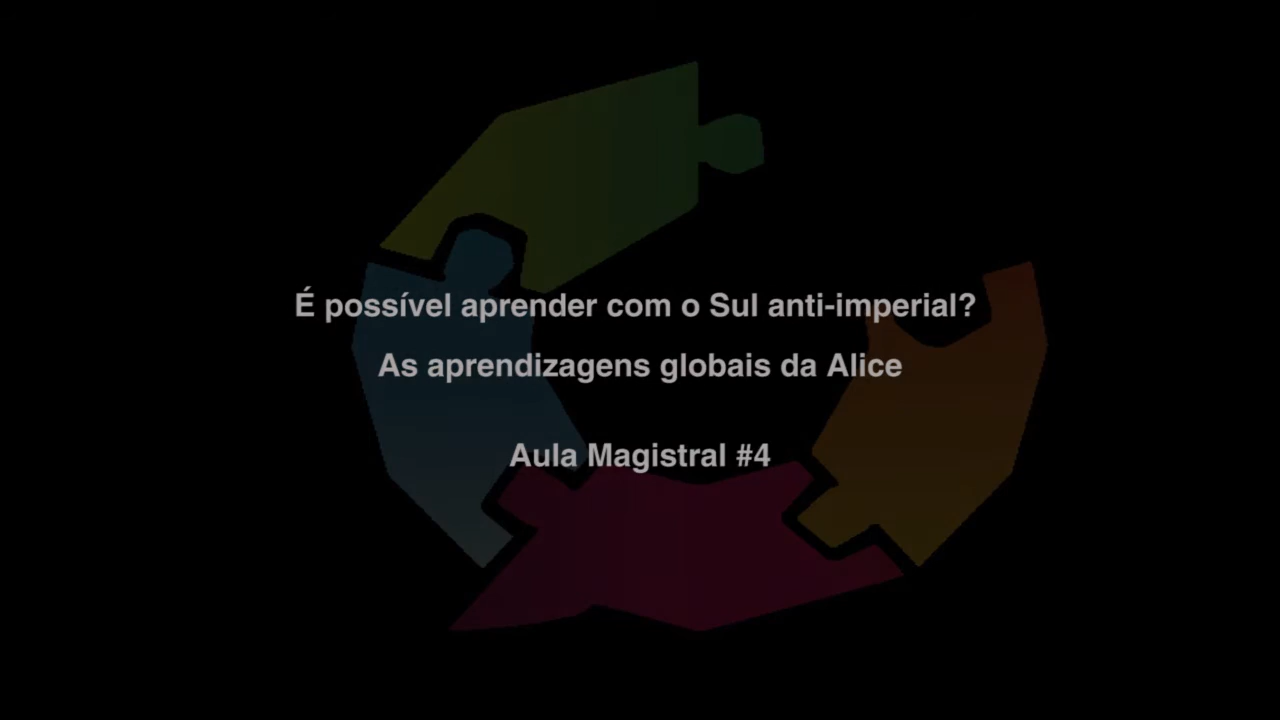 É possível aprender com o Sul anti-imperial?
As aprendizagens globais da Alice
Aula Magistral #4